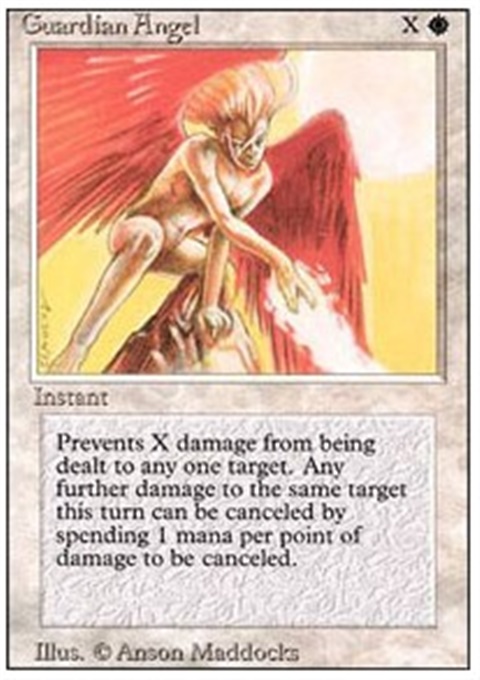 Guardian Angel X
Instant
Prevents X damage from being
dealt to any one target. Any
further damage to the same target
this turn can be canceled by
spending 1 mana per point of
damage to be canceled.
Illus. © Anson Maddocks